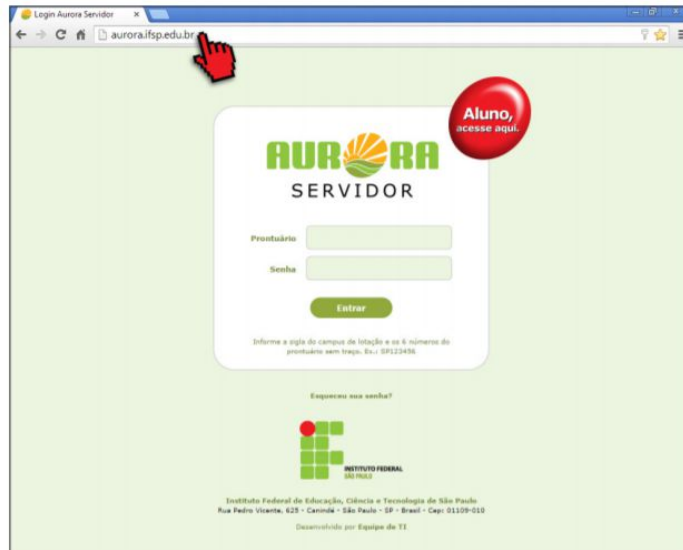 Login Aurora Servidor
aurora.ifsp.edu.br
Aluno,
acesse aqui.
AURORA
SERVIDOR
Prontuário
Senha
Entrar
Informe a sigla do campus de lotação e os 6 números do
prontuário sem traço. Ex.: SP123456
Esqueceu sua senha?
INSTITUTO FEDERAL
SÃO PAULO
Instituto Federal de Educação, Ciência e Tecnologia de São Paulo
Rua Pedro Vicente, 625 - Canindé - São Paulo - SP - Brasil - Cep: 01109-010
Desenvolvido por Equipe de TI